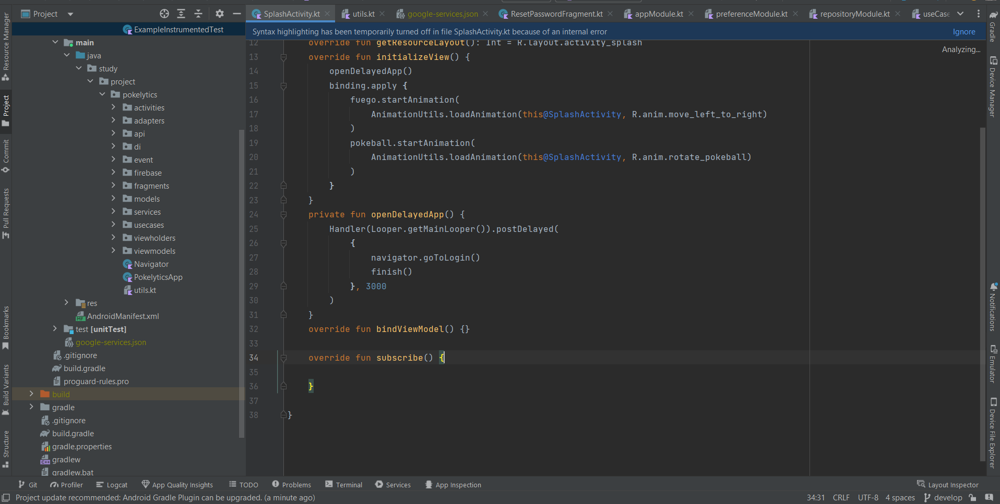 Project
SplashActivity.kt
utils.kt
google-services.json
ResetPasswordFragment.kt
appModule.kt
preferenceModule.kt
repositoryModule.kt
useCase
Syntax highlighting has been temporarily turned off in file SplashActivity.kt because of an internal error
Ignore
Analyzing...
Resource Manager
Project
Commit
Pull Requests
Bookmarks
Build Variants
Structure
ExampleInstrumentedTest
main
java
study
project
pokelytics
activities
adapters
api
di
event
firebase
fragments
models
services
usecases
viewholders
viewmodels
Navigator
PokelyticsApp
utils.kt
res
AndroidManifest.xml
test [unitTest]
google-services.json
.gitignore
build.gradle
proguard-rules.pro
build
gradle
.gitignore
build.gradle
gradle.properties
gradlew
gradlew.bat
12 override fun getResourceLayout(): Int = R.layout.activity_splash
13 override fun initializeView() {
14 openDelayedApp()
15 binding.apply {
16 fuego.startAnimation(
17 AnimationUtils.loadAnimation(this@SplashActivity, R.anim.move_left_to_right)
18 )
19 pokeball.startAnimation(
20 AnimationUtils.loadAnimation(this@SplashActivity, R.anim.rotate_pokeball)
21 )
22 }
23 }
24 private fun openDelayedApp() {
25 Handler(Looper.getMainLooper()).postDelayed(
26 {
27 navigator.goToLogin()
28 finish()
29 }, 3000
30 )
31 }
32 override fun bindViewModel() {}
33
34 override fun subscribe() {
35
36 }
37
38 }
Gradle
Device Manager
Notifications
Emulator
Device File Explorer
Git
Profiler
Logcat
App Quality Insights
TODO
Problems
Terminal
Services
App Inspection
Layout Inspector
Project update recommended: Android Gradle Plugin can be upgraded. (a minute ago)
34:31
CRLF
UTF-8
4 spaces
develop